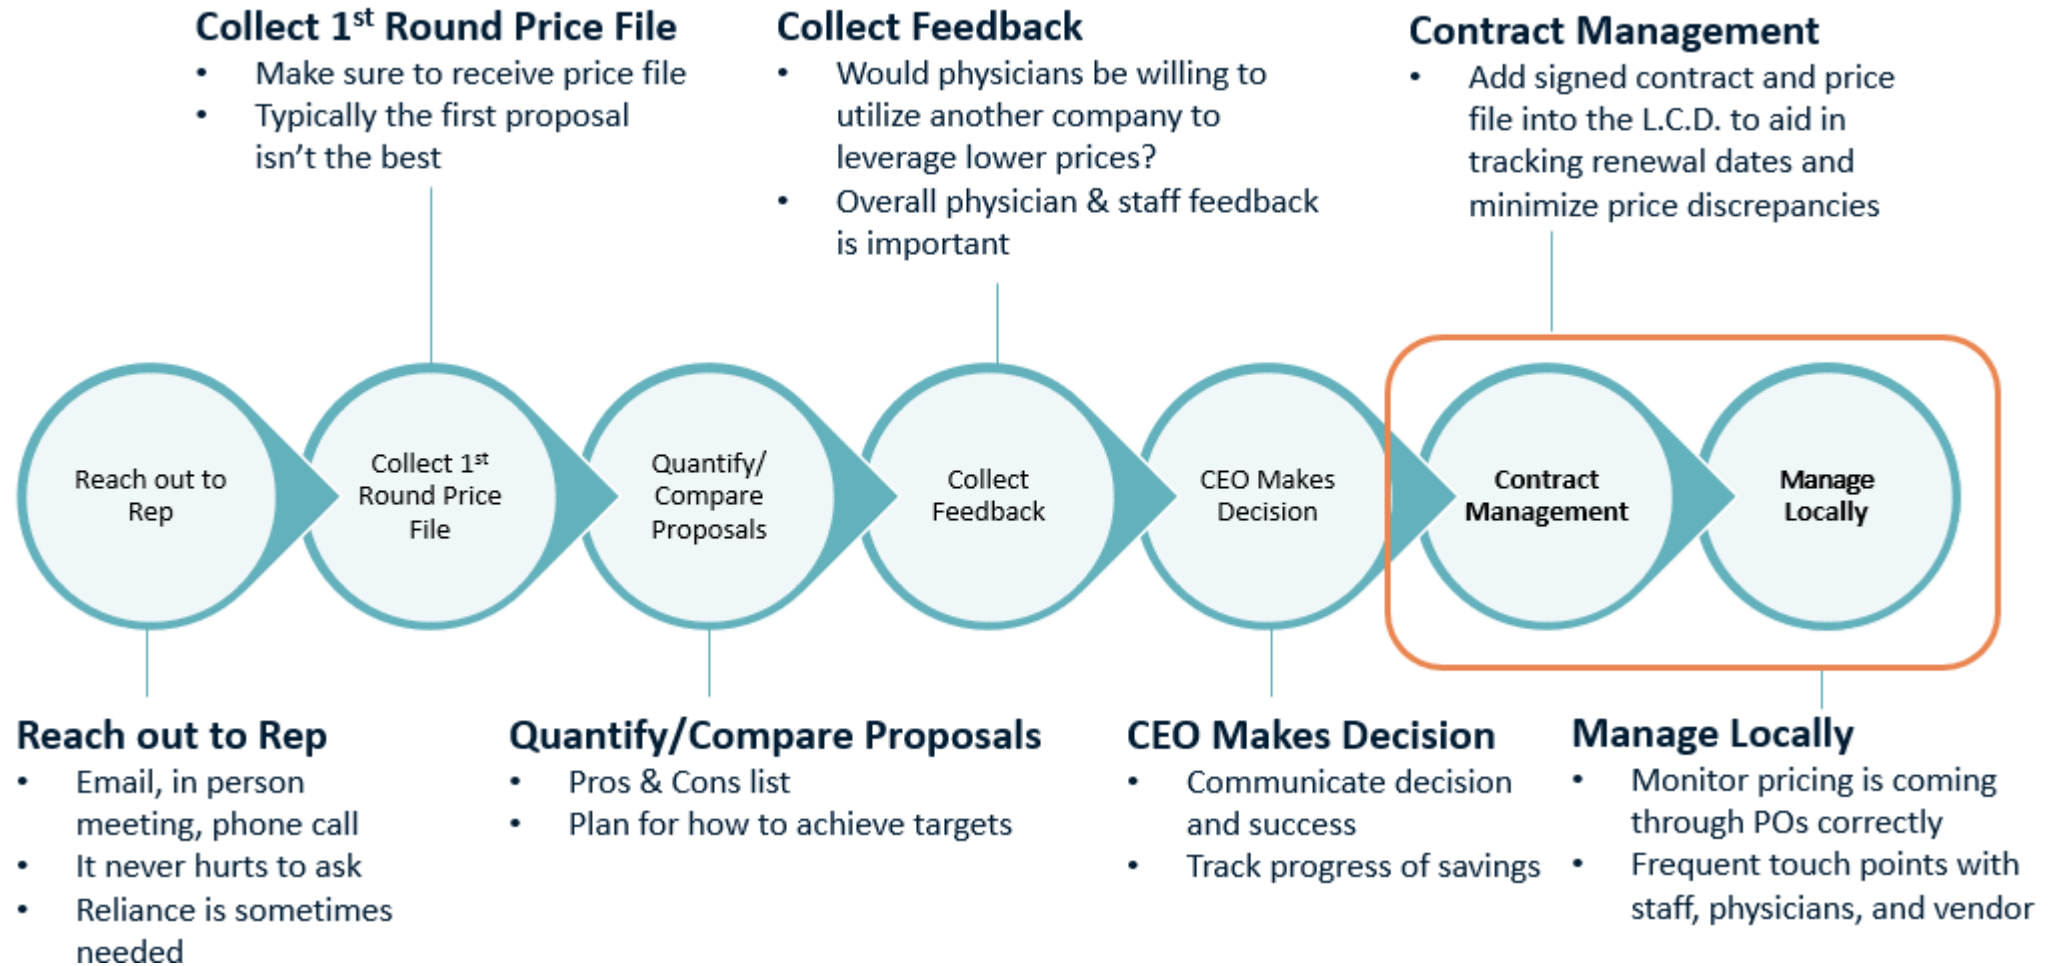 Collect 1st Round Price File
• Make sure to receive price file
• Typically the first proposal
isn't the best
Collect Feedback
• Would physicians be willing to
utilize another company to
leverage lower prices?
• Overall physician & staff feedback
is important
Contract Management
• Add signed contract and price
file into the L.C.D. to aid in
tracking renewal dates and
minimize price discrepancies
Reach out to
Rep
Collect 1st
Round Price
File
Quantify/
Compare
Proposals
Collect
Feedback
CEO Makes
Decision
Contract
Management
Manage
Locally
Reach out to Rep
• Email, in person
meeting, phone call
• It never hurts to ask
• Reliance is sometimes
needed
Quantify/Compare Proposals
• Pros & Cons list
• Plan for how to achieve targets
CEO Makes Decision
• Communicate decision
and success
• Track progress of savings
Manage Locally
• Monitor pricing is coming
through POs correctly
• Frequent touch points with
staff, physicians, and vendor